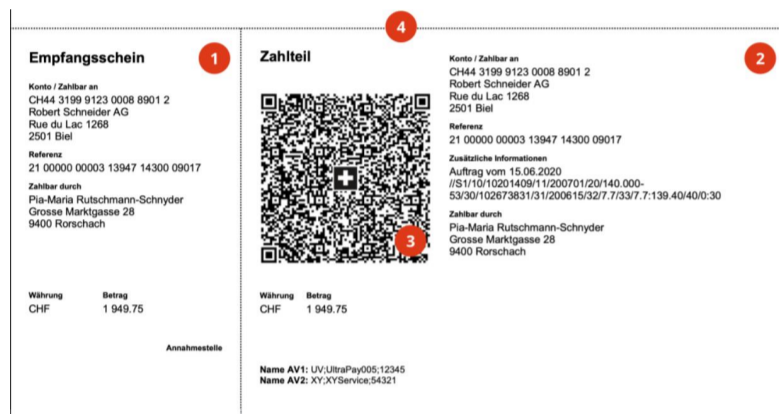 4
Empfangsschein
1
Konto / Zahlbar an
CH44 3199 9123 0008 8901 2
Robert Schneider AG
Rue du Lac 1268
2501 Biel
Referenz
21 00000 00003 13947 14300 09017
Zahlbar durch
Pia-Maria Rutschmann-Schnyder
Grosse Marktgasse 28
9400 Rorschach
Währung Betrag
CHF 1 949.75
Annahmestelle
Zahlteil
3
Währung Betrag
CHF 1 949.75
Name AV1: UV;UltraPay005;12345
Name AV2: XY;XYService;54321
2
Konto / Zahlbar an
CH44 3199 9123 0008 8901 2
Robert Schneider AG
Rue du Lac 1268
2501 Biel
Referenz
21 00000 00003 13947 14300 09017
Zusätzliche Informationen
Auftrag vom 15.06.2020
//S1/10/10201409/11/200701/20/140.000-
53/30/102673831/31/200615/32/7.7/33/7.7:139.40/40/0:30
Zahlbar durch
Pia-Maria Rutschmann-Schnyder
Grosse Marktgasse 28
9400 Rorschach